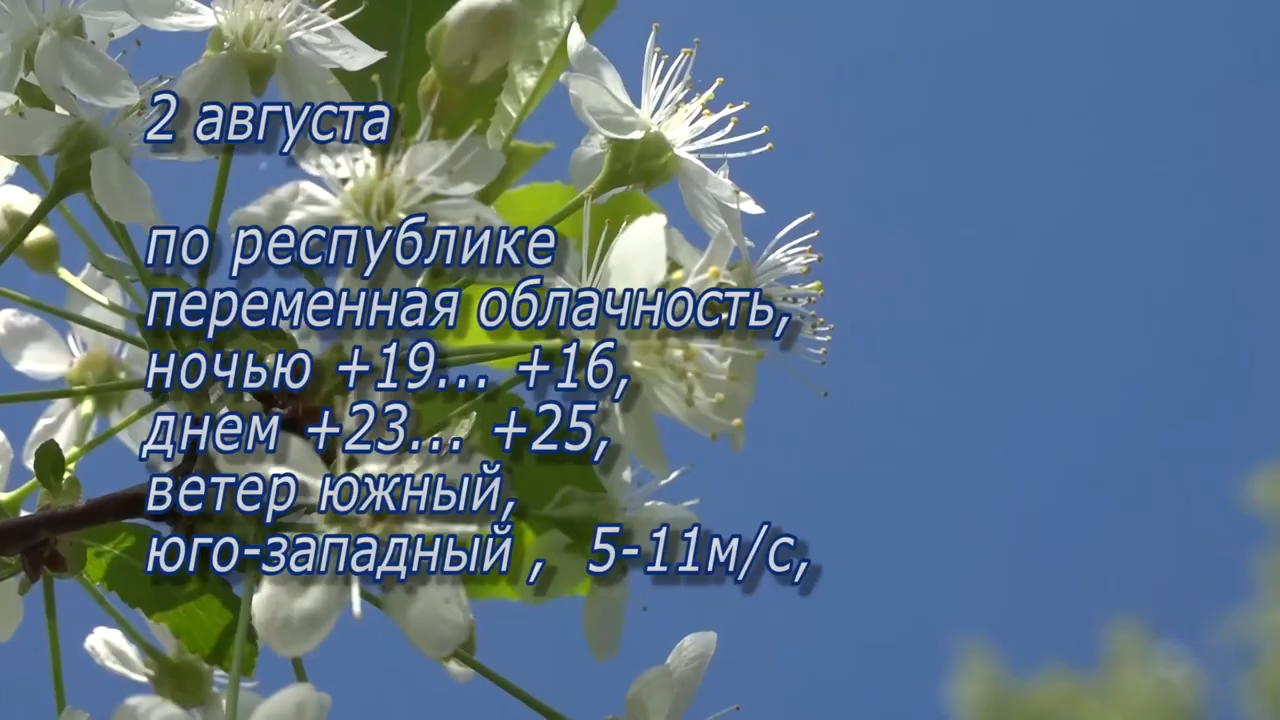 2 августа
по республике
переменная облачность,
ночью +19... +16,
днем +23... +25,
ветер южный,
юго-западный , 5-11м/с,